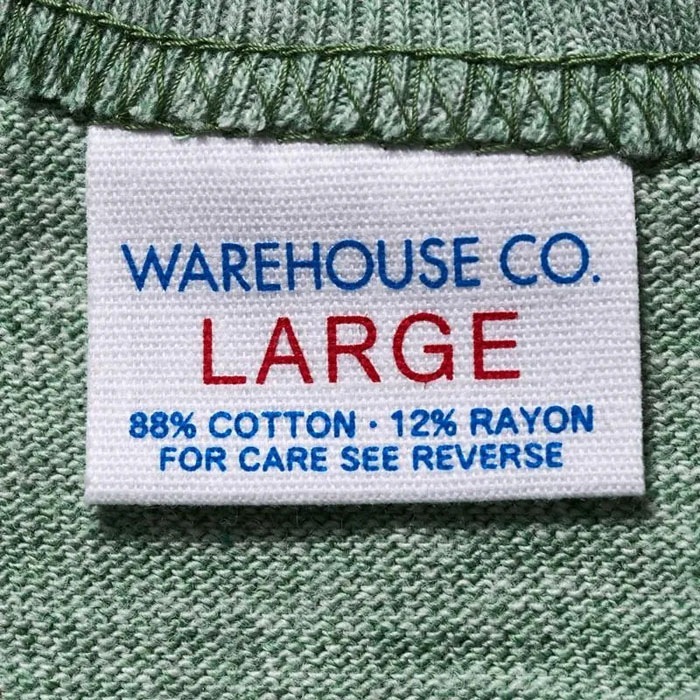 WAREHOUSE CO.
LARGE
88% COTTON · 12% RAYON
FOR CARE SEE REVERSE